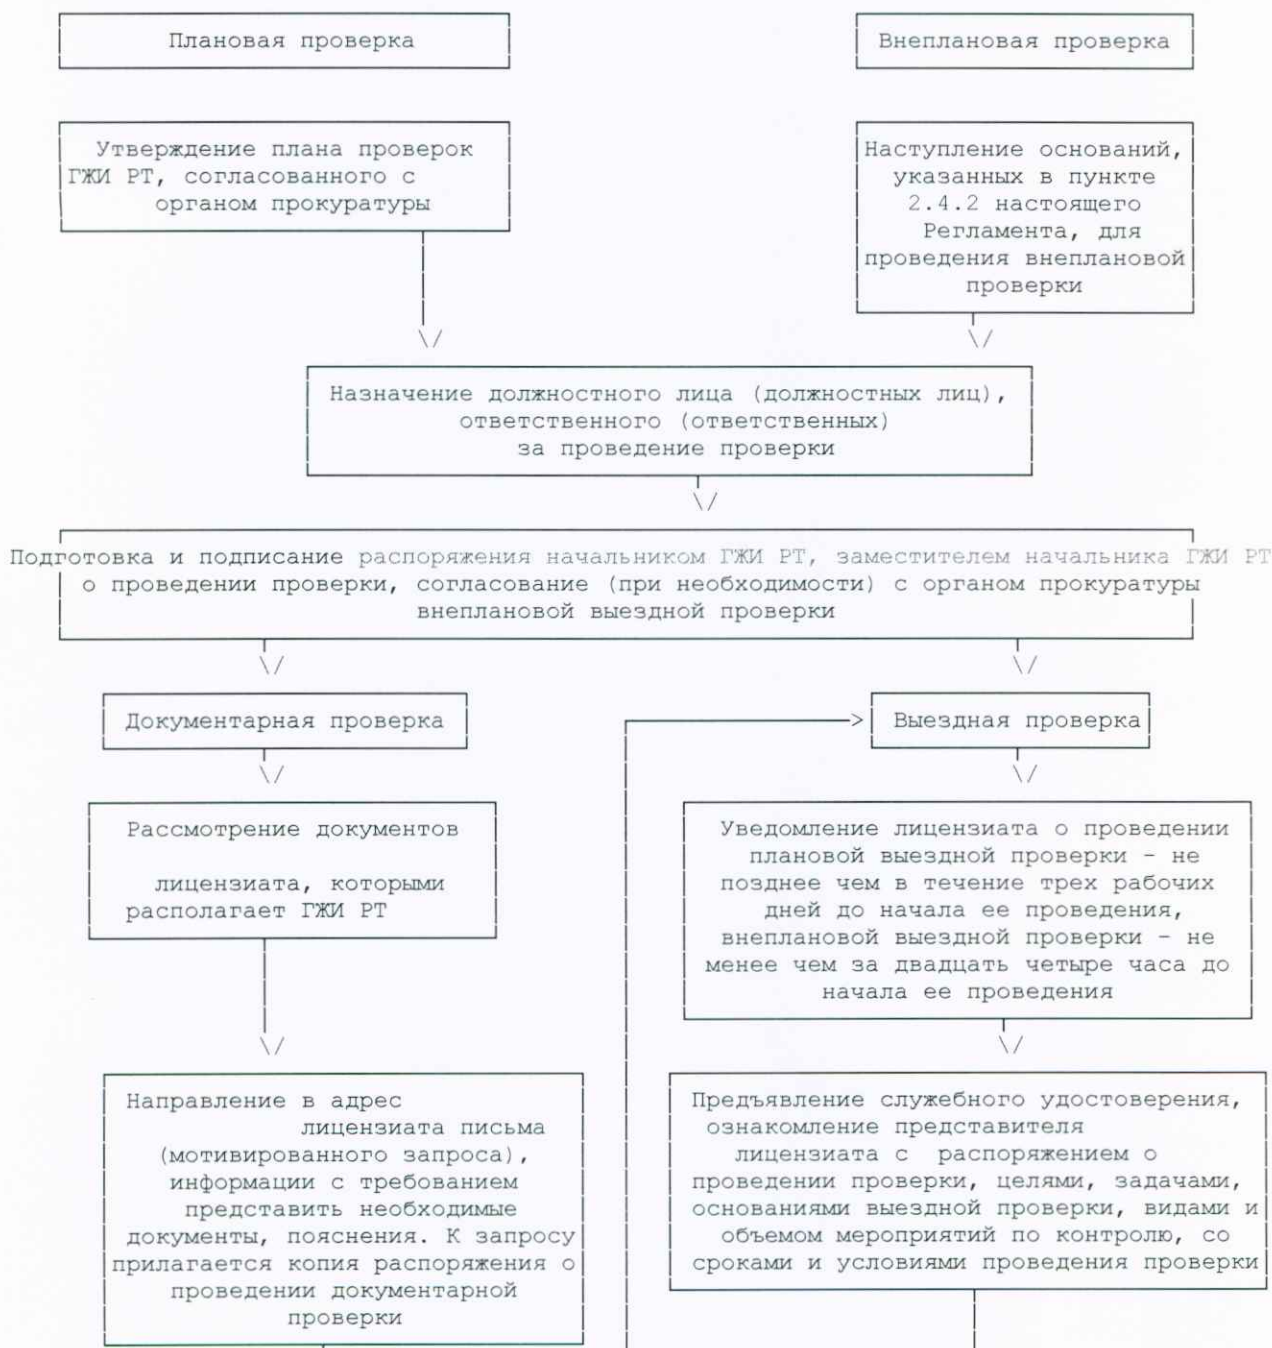 Плановая проверка
Внеплановая проверка
Утверждение плана проверок
ГЖИ РТ, согласованного с
органом прокуратуры
Наступление оснований,
указанных в пункте
2.4.2 настоящего
Регламента, для
проведения внеплановой
проверки
Назначение должностного лица (должностных лиц),
ответственного (ответственных)
за проведение проверки
Подготовка и подписание распоряжения начальником ГЖИ РТ, заместителем начальника ГЖИ РТ
о проведении проверки, согласование (при необходимости) с органом прокуратуры
внеплановой выездной проверки
Документарная проверка
Выездная проверка
Рассмотрение документов
лицензиата, которыми
располагает ГЖИ РТ
Уведомление лицензиата о проведении
плановой выездной проверки – не
позднее чем в течение трех рабочих
дней до начала ее проведения,
внеплановой выездной проверки – не
менее чем за двадцать четыре часа до
начала ее проведения
Направление в адрес
лицензиата письма
(мотивированного запроса),
информации с требованием
представить необходимые
документы, пояснения. К запросу
прилагается копия распоряжения о
проведении документарной
проверки
Предъявление служебного удостоверения,
ознакомление представителя
лицензиата с распоряжением о
проведении проверки, целями, задачами,
основаниями выездной проверки, видами и
объемом мероприятий по контролю, со
сроками и условиями проведения проверки